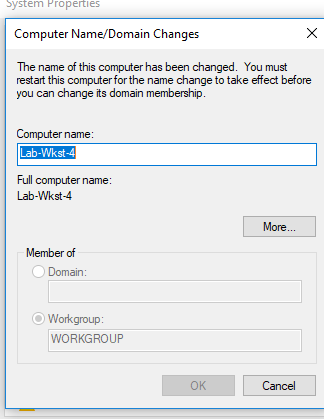 System Properties
Computer Name/Domain Changes
The name of this computer has been changed. You must
restart this computer for the name change to take effect before
you can change its domain membership.
Computer name:
Lab-Wkst-4
Full computer name:
Lab-Wkst-4
More...
Member of
Domain:
Workgroup:
WORKGROUP
OK
Cancel